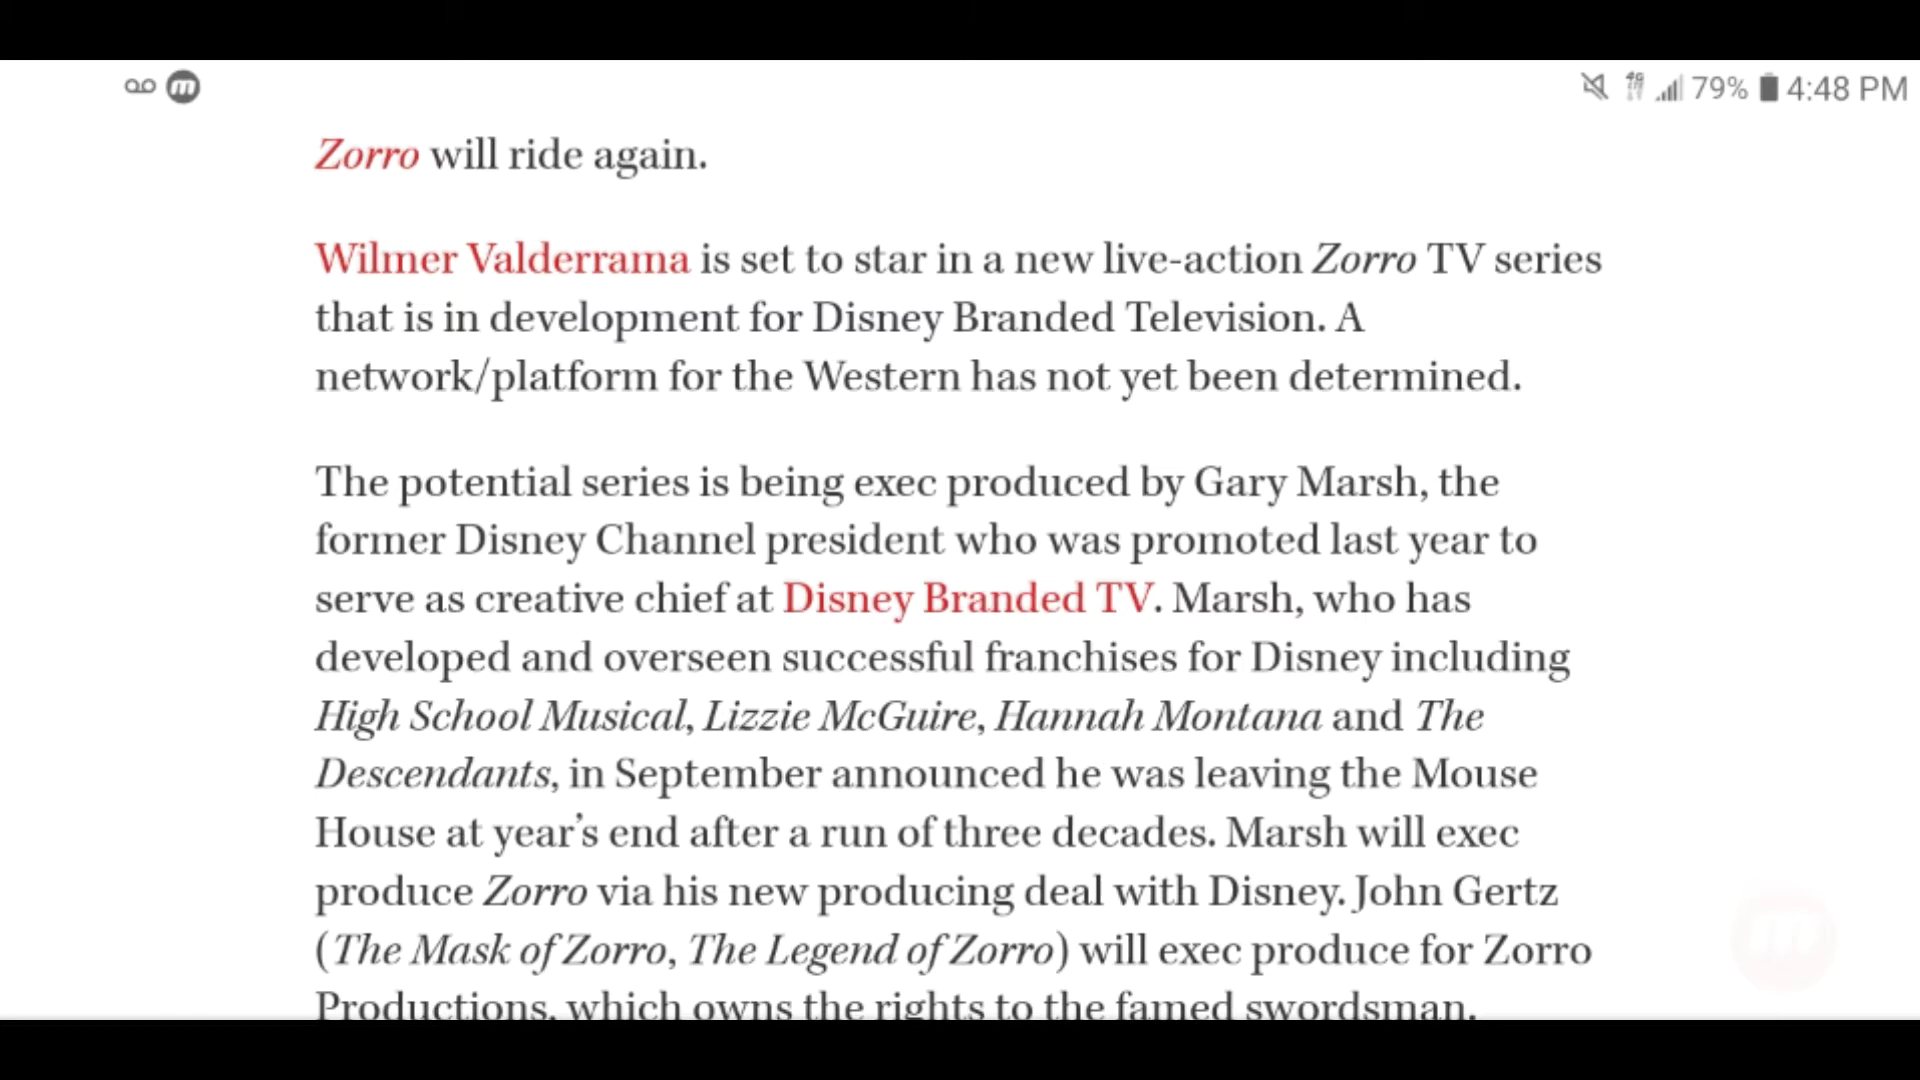 79% 4:48 PM
Zorro will ride again.
Wilmer Valderrama is set to star in a new live-action Zorro TV series
that is in development for Disney Branded Television. A
network/platform for the Western has not yet been determined.
The potential series is being exec produced by Gary Marsh, the
former Disney Channel president who was promoted last year to
serve as creative chief at Disney Branded TV. Marsh, who has
developed and overseen successful franchises for Disney including
High School Musical, Lizzie McGuire, Hannah Montana and The
Descendants, in September announced he was leaving the Mouse
House at year’s end after a run of three decades. Marsh will exec
produce Zorro via his new producing deal with Disney. John Gertz
(The Mask of Zorro, The Legend of Zorro) will exec produce for Zorro
Productions, which owns the rights to the famed swordsman.